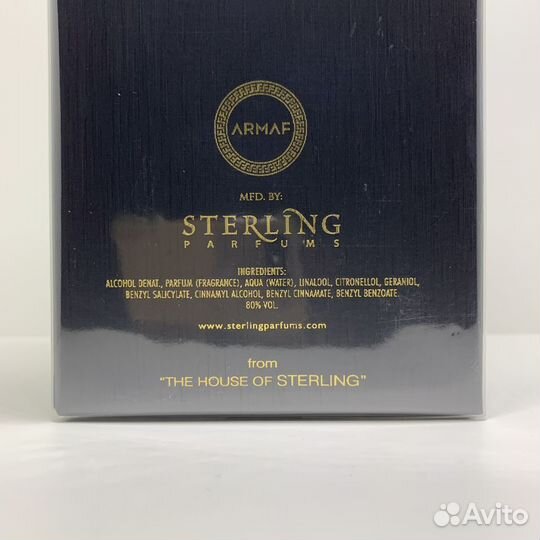 ARMAF
MFD. BY:
STERLING
PARFUMS
INGREDIENTS:
ALCOHOL DENAT., PARFUM (FRAGRANCE), AQUA (WATER), LINALOOL, CITRONELLOL, GERANIOL,
BENZYL SALICYLATE, CINNAMYL ALCOHOL, BENZYL CINNAMATE, BENZYL BENZOATE.
80% VOL.
www.sterlingparfums.com
from
"THE HOUSE OF STERLING"
Avito